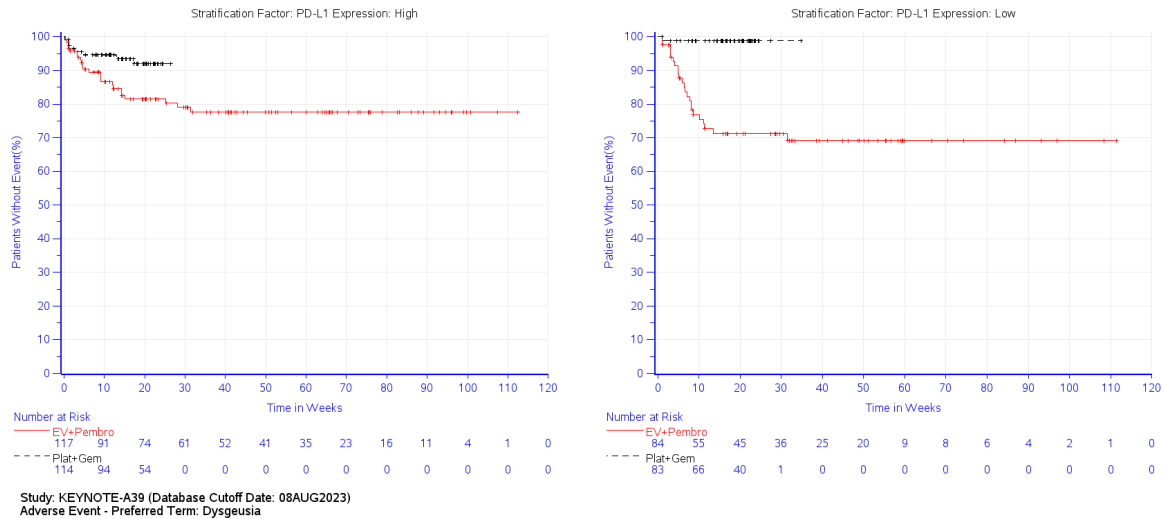 Stratification Factor: PD-L1 Expression: High
100
90
80
70
60
50
40
30
20
10
0
Patients Without Event(%)
0 10 20 30 40 50 60 70 80 90 100 110 120
Time in Weeks
Number at Risk
EV+Pembro
117 91 74 61 52 41 35 23 16 11 4 1 0
Plat+Gem
114 94 54 0 0 0 0 0 0 0 0 0 0
Stratification Factor: PD-L1 Expression: Low
100
90
80
70
60
50
40
30
20
10
0
Patients Without Event(%)
0 10 20 30 40 50 60 70 80 90 100 110 120
Time in Weeks
Number at Risk
EV+Pembro
84 55 45 36 25 20 9 8 6 4 2 1 0
Plat+Gem
83 66 40 1 0 0 0 0 0 0 0 0 0
Study: KEYNOTE-A39 (Database Cutoff Date: 08AUG2023)
Adverse Event - Preferred Term: Dysgeusia